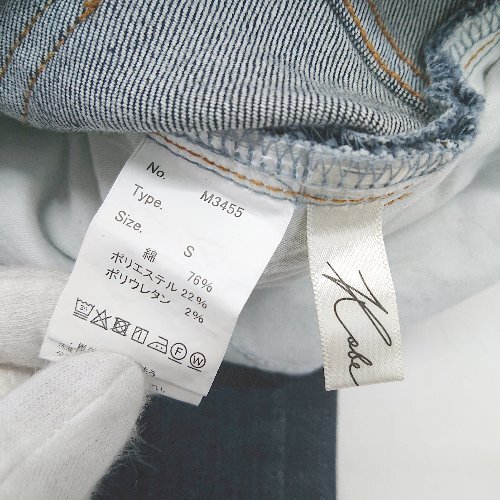 No. M3455
Type.
Size. S
綿 76%
ポリエステル 22%
ポリウレタン 2%
Kobe